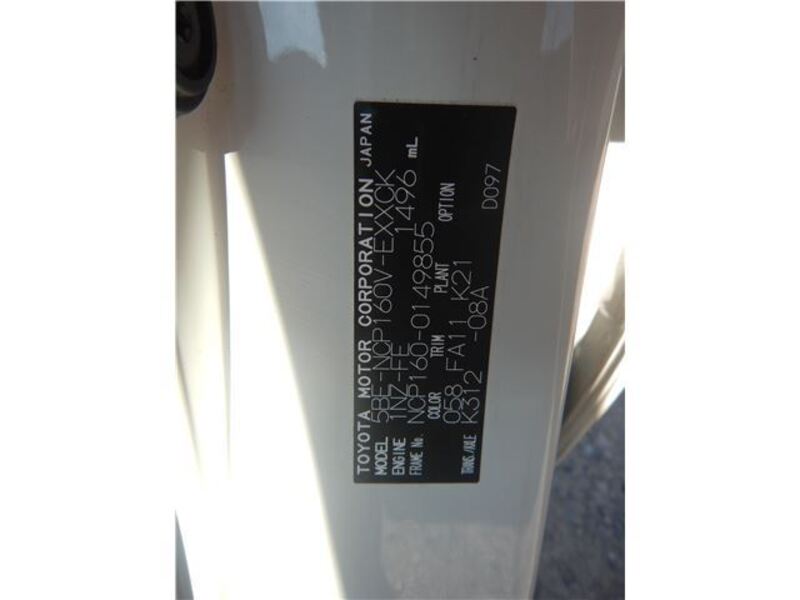 TOYOTA MOTOR CORPORATION JAPAN
MODEL 5BE-NCP160V-EXXCK
ENGINE 1NZ-FE 1496 mL
FRAME No. NCP160-0149855
COLOR TRIM PLANT OPTION
058 FA11 K21
TRNS./AXLE K312 -08A D097